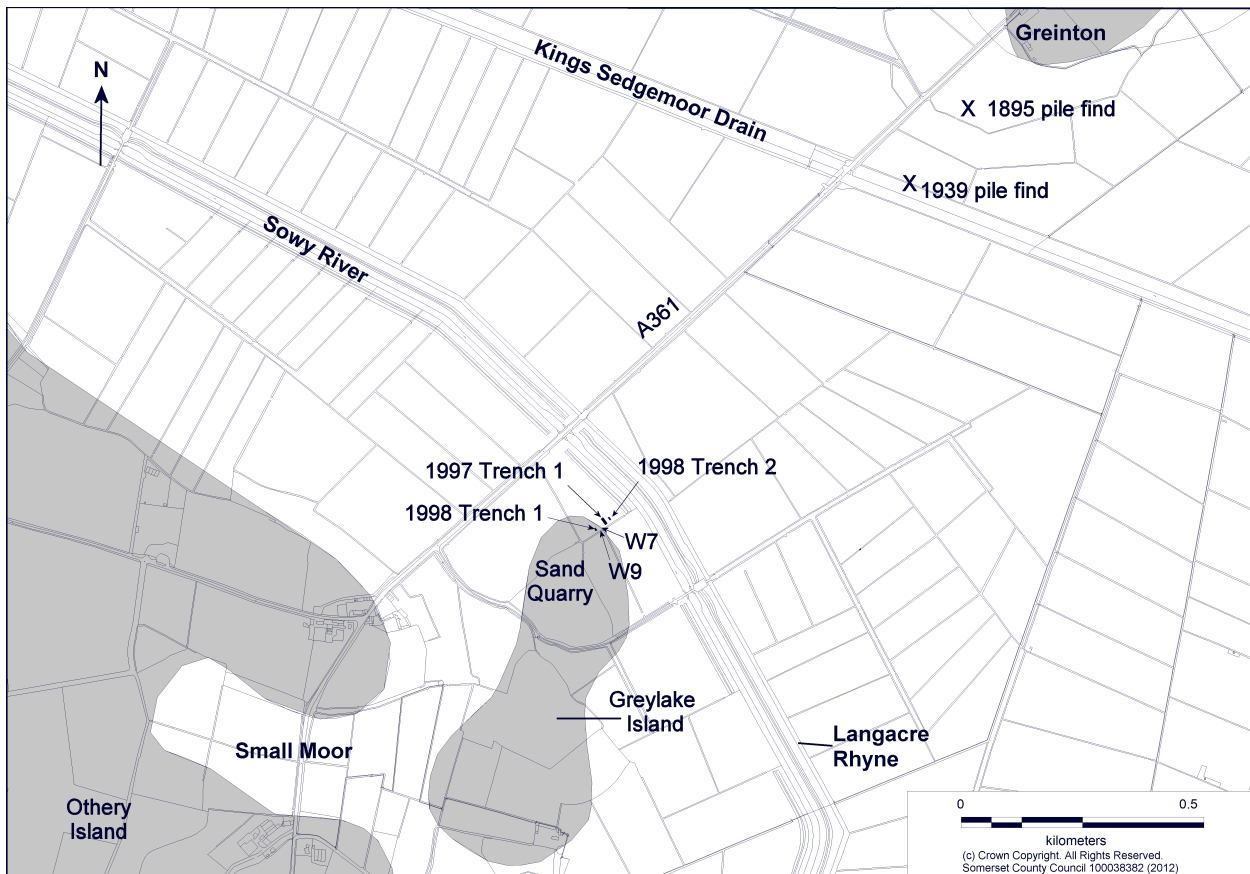 Greinton
Kings Sedgemoor Drain
N
X 1895 pile find
X 1939 pile find
Sowy River
A361
1997 Trench 1
1998 Trench 2
1998 Trench 1
W7
W9
Sand
Quarry
Greylake
Island
Langacre
Rhyne
Small Moor
Othery
Island
0 0.5
kilometers
(c) Crown Copyright. All Rights Reserved.
Somerset County Council 100038382 (2012)